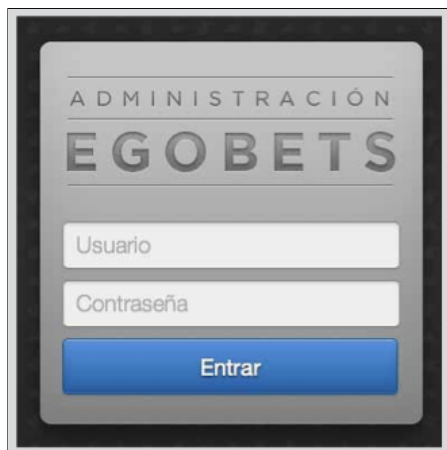 ADMINISTRACIÓN
EGOBETS
Usuario
Contraseña
Entrar